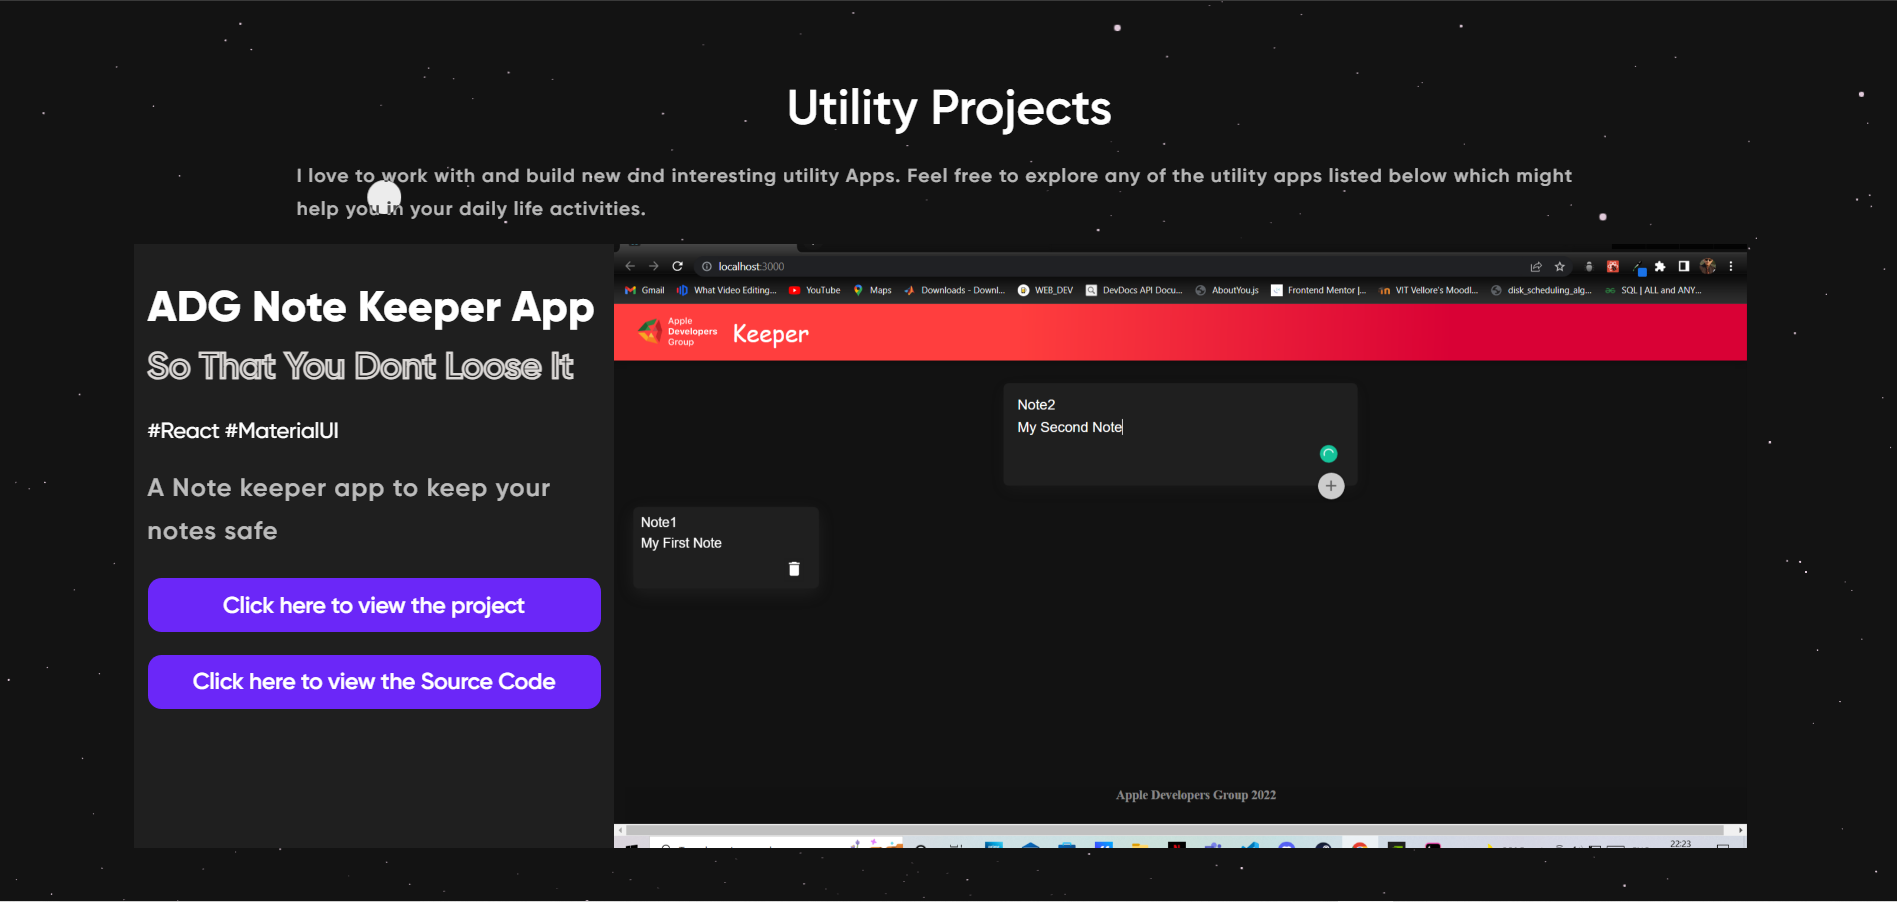 Utility Projects
I love to work with and build new and interesting utility Apps. Feel free to explore any of the utility apps listed below which might
help you in your daily life activities.
ADG Note Keeper App
So That You Dont Loose It
#React #MaterialUI
A Note keeper app to keep your
notes safe
Click here to view the project
Click here to view the Source Code
localhost:3000
Gmail What Video Editing... YouTube Maps Downloads - Downl... WEB_DEV DevDocs API Docu... AboutYou.js Frontend Mentor |... VIT Vellore's Moodl... disk_scheduling_alg... SQL | ALL and ANY...
Apple
Developers
Group
Keeper
Note2
My Second Note
Note1
My First Note
Apple Developers Group 2022
22:23